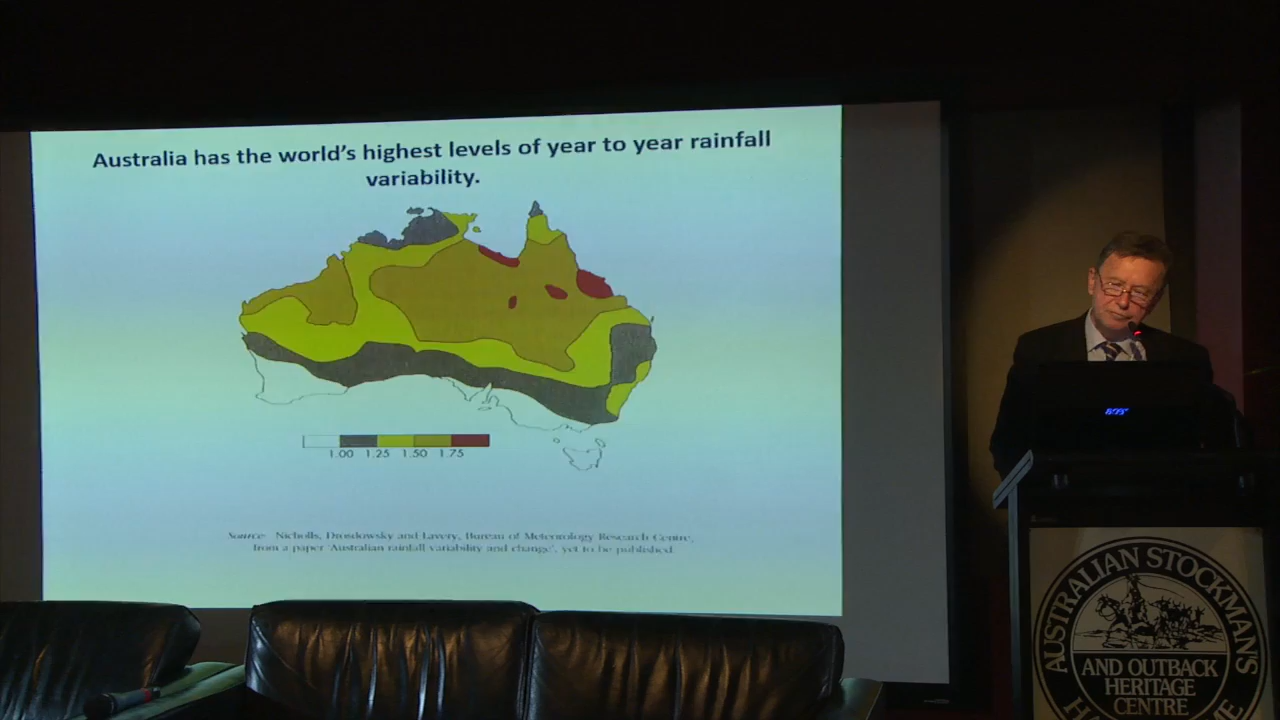 Australia has the world's highest levels of year to year rainfall
variability.
1.00 1.25 1.50 1.75
Source: Nicholls, Drosdowsky and Lavery, Bureau of Meteorology Research Centre,
from a paper 'Australian rainfall variability and change', yet to be published.
AUSTRALIAN STOCKMANS
AND OUTBACK
HERITAGE
CENTRE